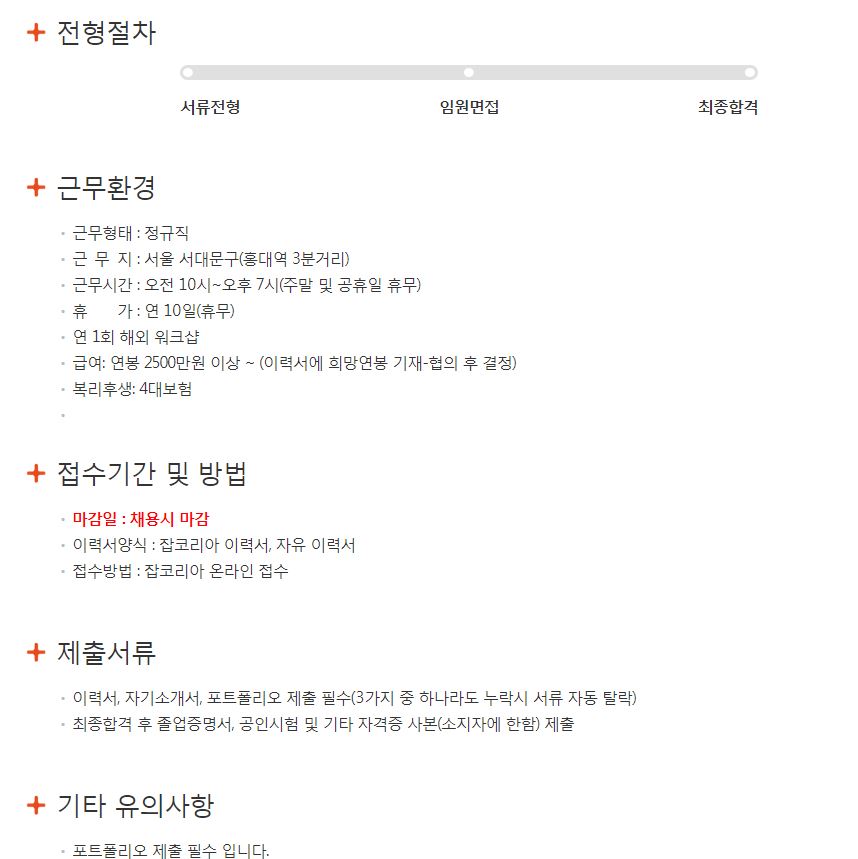 전형절차
서류전형 임원면접 최종합격
근무환경
근무형태 : 정규직
근 무 지 : 서울 서대문구(홍대역 3분거리)
근무시간 : 오전 10시~오후 7시(주말 및 공휴일 휴무)
휴 가 : 연 10일(휴무)
연 1회 해외 워크샵
급여: 연봉 2500만원 이상 ~ (이력서에 희망연봉 기재-협의 후 결정)
복리후생: 4대보험
접수기간 및 방법
마감일 : 채용시 마감
이력서양식 : 잡코리아 이력서, 자유 이력서
접수방법 : 잡코리아 온라인 접수
제출서류
이력서, 자기소개서, 포트폴리오 제출 필수(3가지 중 하나라도 누락시 서류 자동 탈락)
최종합격 후 졸업증명서, 공인시험 및 기타 자격증 사본(소지자에 한함) 제출
기타 유의사항
포트폴리오 제출 필수 입니다.